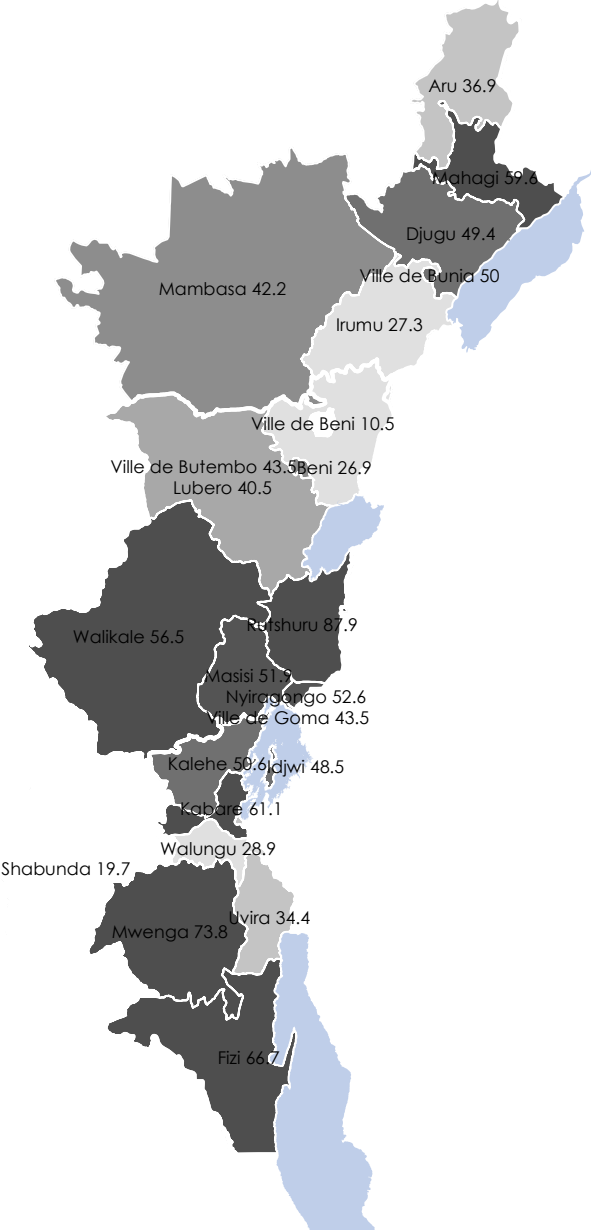 Aru 36.9
Mahagi 59.6
Djugu 49.4
Ville de Bunia 50
Mambasa 42.2
Irumu 27.3
Ville de Beni 10.5
Ville de Butembo 43.5
Beni 26.9
Lubero 40.5
Rutshuru 87.9
Walikale 56.5
Masisi 51.9
Nyiragongo 52.6
Ville de Goma 43.5
Kalehe 50.6
Idjwi 48.5
Kabare 61.1
Walungu 28.9
Shabunda 19.7
Uvira 34.4
Mwenga 73.8
Fizi 66.7